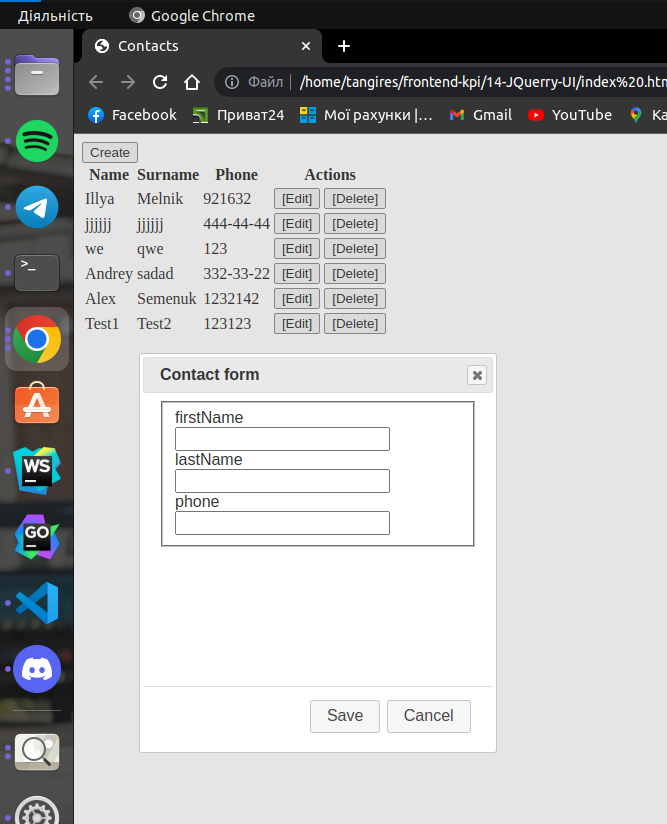 Діяльність Google Chrome
Contacts
Файл /home/tangires/frontend-kpi/14-JQuerry-UI/index%20.htm
Facebook Приват24 Мої рахунки |... Gmail YouTube Ка
Create
Name Surname Phone Actions
Illya Melnik 921632 [Edit] [Delete]
jjjjjj jjjjjj 444-44-44 [Edit] [Delete]
we qwe 123 [Edit] [Delete]
Andrey sadad 332-33-22 [Edit] [Delete]
Alex Semenuk 1232142 [Edit] [Delete]
Test1 Test2 123123 [Edit] [Delete]
Contact form
firstName
lastName
phone
Save Cancel
>_
WS
GO